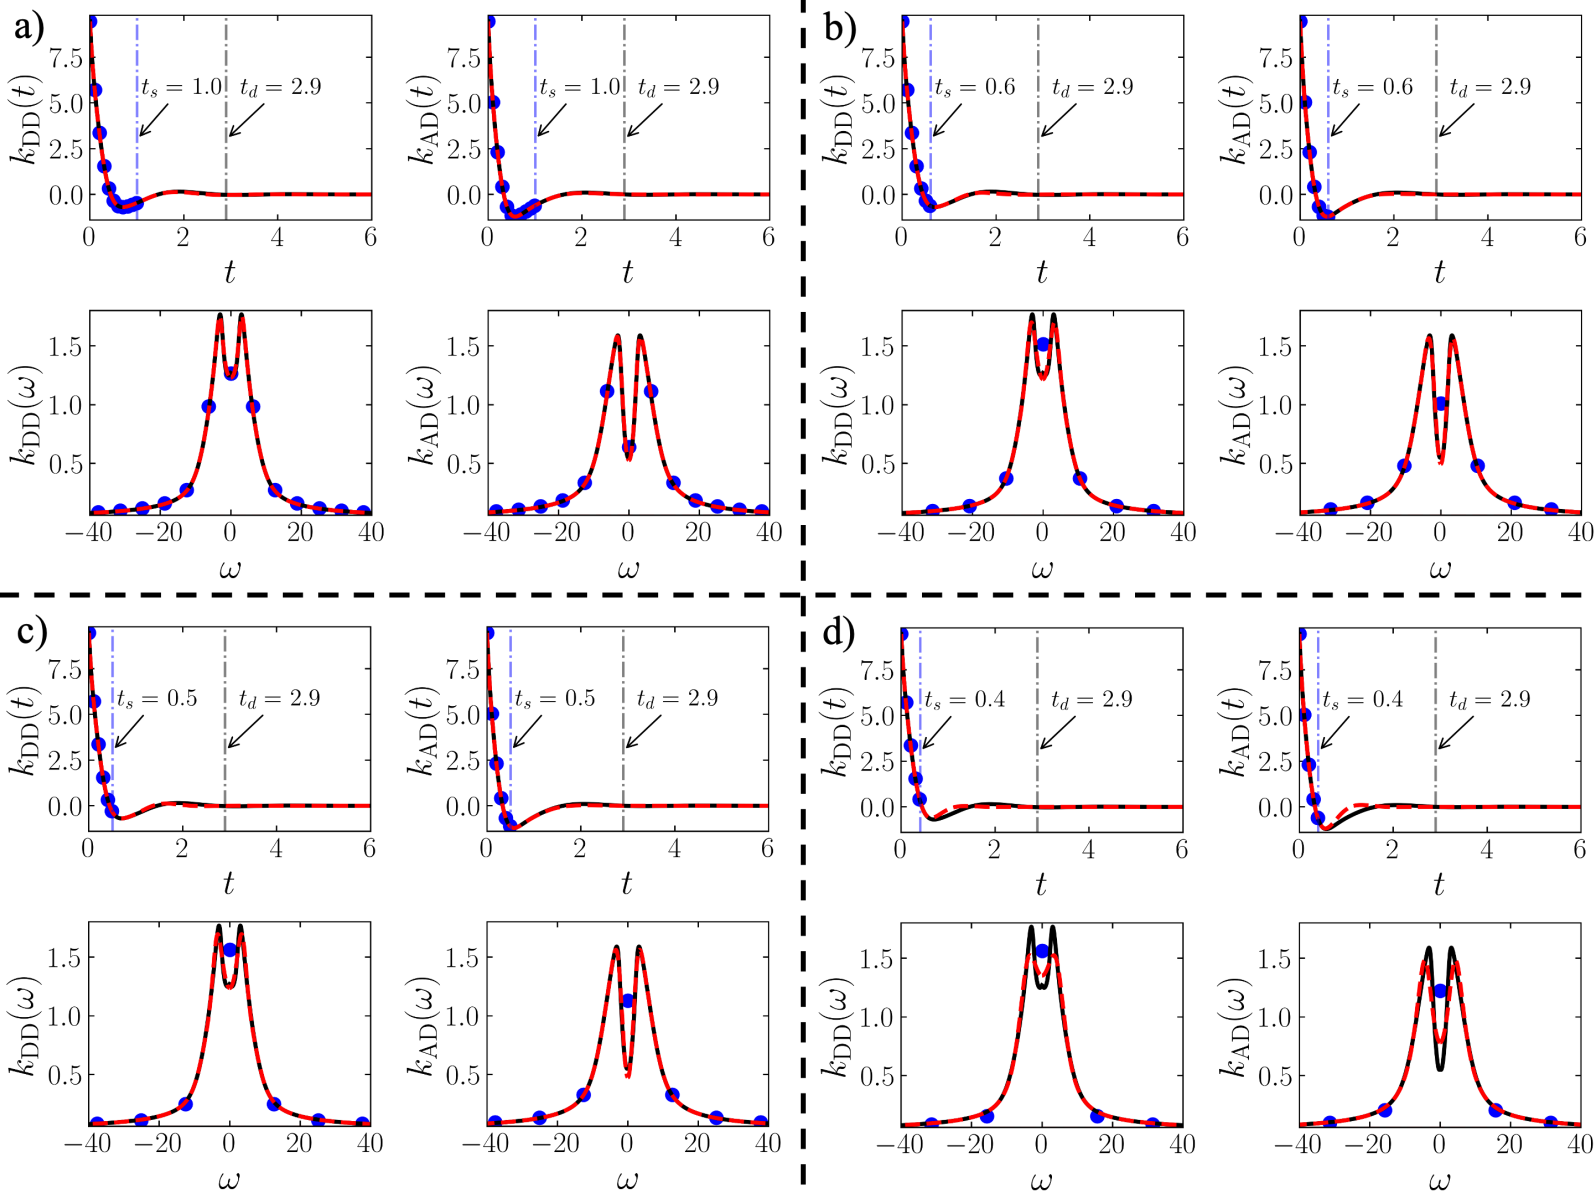 a)
k_DD(t)
7.5
5.0
2.5
0.0
t_s = 1.0
t_d = 2.9
0 2 4 6
t
k_AD(t)
7.5
5.0
2.5
0.0
t_s = 1.0
t_d = 2.9
0 2 4 6
t
k_DD(ω)
1.5
1.0
0.5
−40 −20 0 20 40
ω
k_AD(ω)
1.5
1.0
0.5
−40 −20 0 20 40
ω
b)
k_DD(t)
7.5
5.0
2.5
0.0
t_s = 0.6
t_d = 2.9
0 2 4 6
t
k_AD(t)
7.5
5.0
2.5
0.0
t_s = 0.6
t_d = 2.9
0 2 4 6
t
k_DD(ω)
1.5
1.0
0.5
−40 −20 0 20 40
ω
k_AD(ω)
1.5
1.0
0.5
−40 −20 0 20 40
ω
c)
k_DD(t)
7.5
5.0
2.5
0.0
t_s = 0.5
t_d = 2.9
0 2 4 6
t
k_AD(t)
7.5
5.0
2.5
0.0
t_s = 0.5
t_d = 2.9
0 2 4 6
t
k_DD(ω)
1.5
1.0
0.5
−40 −20 0 20 40
ω
k_AD(ω)
1.5
1.0
0.5
−40 −20 0 20 40
ω
d)
k_DD(t)
7.5
5.0
2.5
0.0
t_s = 0.4
t_d = 2.9
0 2 4 6
t
k_AD(t)
7.5
5.0
2.5
0.0
t_s = 0.4
t_d = 2.9
0 2 4 6
t
k_DD(ω)
1.5
1.0
0.5
−40 −20 0 20 40
ω
k_AD(ω)
1.5
1.0
0.5
−40 −20 0 20 40
ω